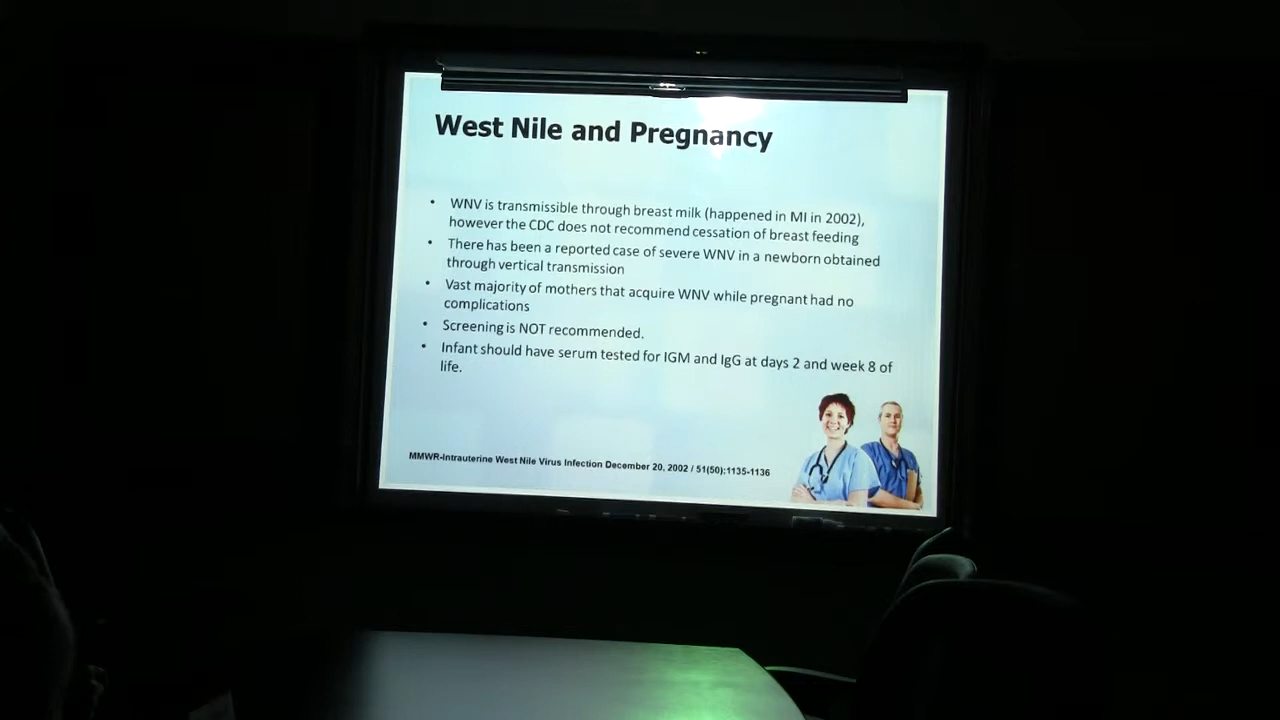 West Nile and Pregnancy
• WNV is transmissible through breast milk (happened in MI in 2002),
however the CDC does not recommend cessation of breast feeding
• There has been a reported case of severe WNV in a newborn obtained
through vertical transmission
• Vast majority of mothers that acquire WNV while pregnant had no
complications
• Screening is NOT recommended.
• Infant should have serum tested for IGM and IgG at days 2 and week 8 of
life.
MMWR-Intrauterine West Nile Virus Infection December 20, 2002 / 51(50);1135-1136